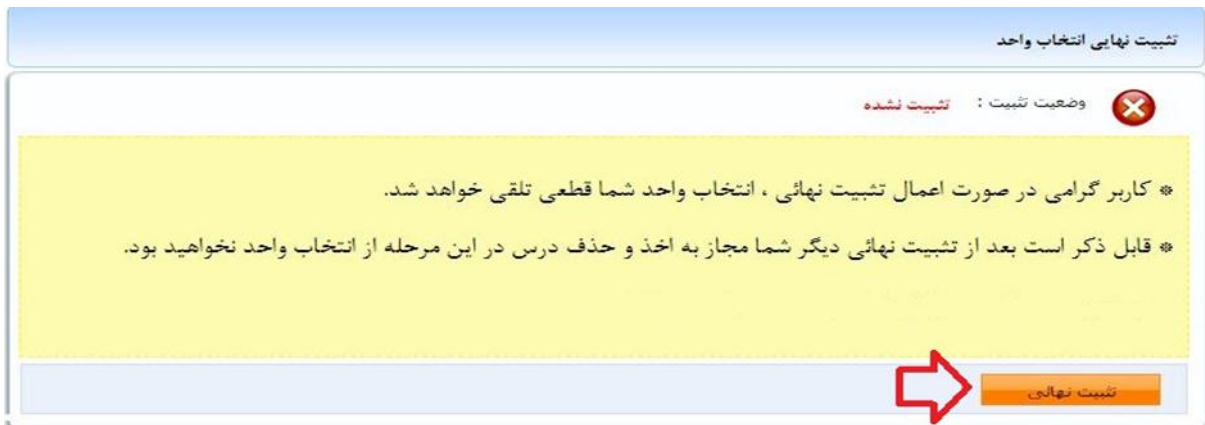 تثبیت نهایی انتخاب واحد
وضعیت تثبیت : تثبیت نشده
* کاربر گرامی در صورت اعمال تثبیت نهائی ، انتخاب واحد شما قطعی تلقی خواهد شد.
* قابل ذکر است بعد از تثبیت نهائی دیگر شما مجاز به اخذ و حذف درس در این مرحله از انتخاب واحد نخواهید بود.
تثبیت نهائی